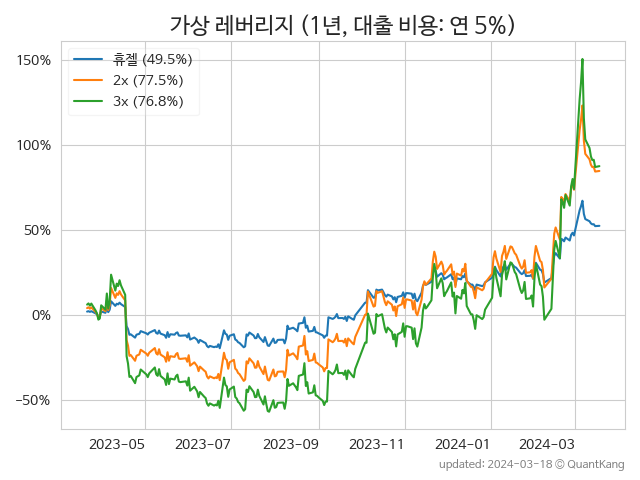 가상 레버리지 (1년, 대출 비용: 연 5%)
휴젤 (49.5%)
2x (77.5%)
3x (76.8%)
150%
100%
50%
0%
−50%
2023−05
2023−07
2023−09
2023−11
2024−01
2024−03
updated: 2024-03-18 © QuantKang